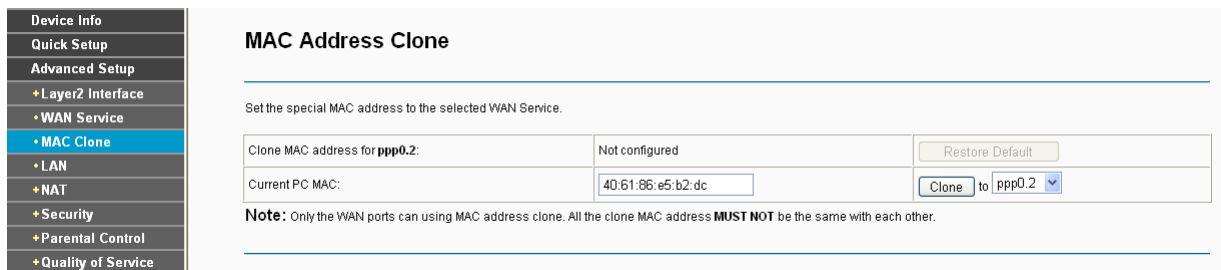 Device Info
Quick Setup
Advanced Setup
+Layer2 Interface
•WAN Service
•MAC Clone
•LAN
+NAT
+Security
+Parental Control
+Quality of Service
MAC Address Clone
Set the special MAC address to the selected WAN Service.
Clone MAC address for ppp0.2: Not configured Restore Default
Current PC MAC: 40:61:86:e5:b2:dc Clone to ppp0.2
Note: Only the WAN ports can using MAC address clone. All the clone MAC address MUST NOT be the same with each other.